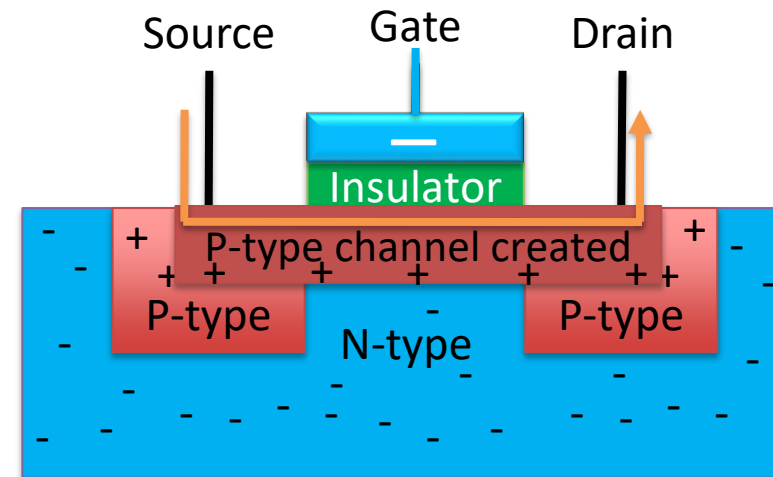 Source Gate Drain
Insulator
P-type channel created
P-type P-type
N-type